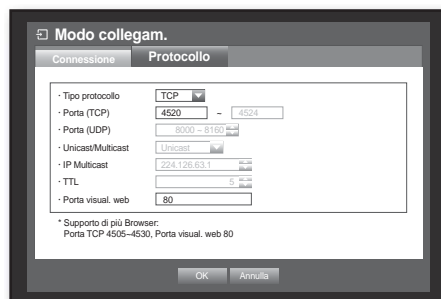 Modo collegam.
Connessione Protocollo
· Tipo protocollo TCP
· Porta (TCP) 4520 ~ 4524
· Porta (UDP) 8000 ~ 8160
· Unicast/Multicast Unicast
· IP Multicast 224.126.63.1
· TTL 5
· Porta visual. web 80
* Supporto di più Browser:
Porta TCP 4505~4530, Porta visual. web 80
OK Annulla